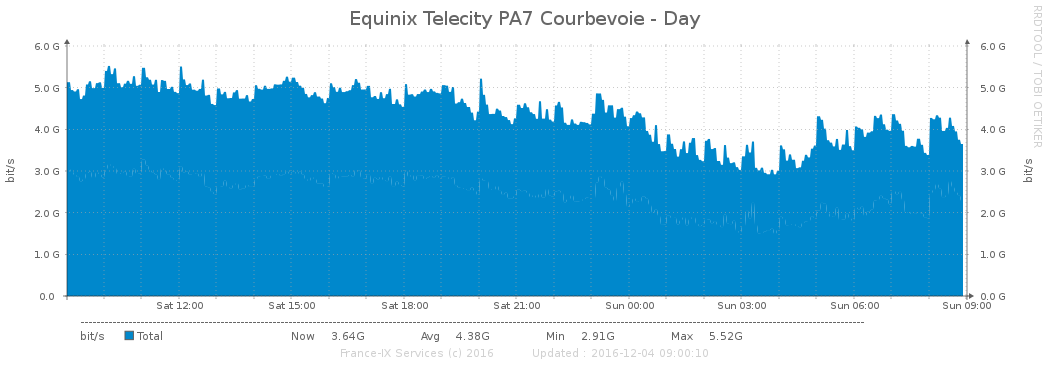 Equinix Telecity PA7 Courbevoie - Day
RRDTOOL / TOBI OETIKER
bit/s
bit/s
6.0 G 6.0 G
5.0 G 5.0 G
4.0 G 4.0 G
3.0 G 3.0 G
2.0 G 2.0 G
1.0 G 1.0 G
0.0 0.0 G
Sat 12:00 Sat 15:00 Sat 18:00 Sat 21:00 Sun 00:00 Sun 03:00 Sun 06:00 Sun 09:00
bit/s Total Now 3.64G Avg 4.38G Min 2.91G Max 5.52G
France-IX Services (c) 2016 Updated : 2016-12-04 09:00:10